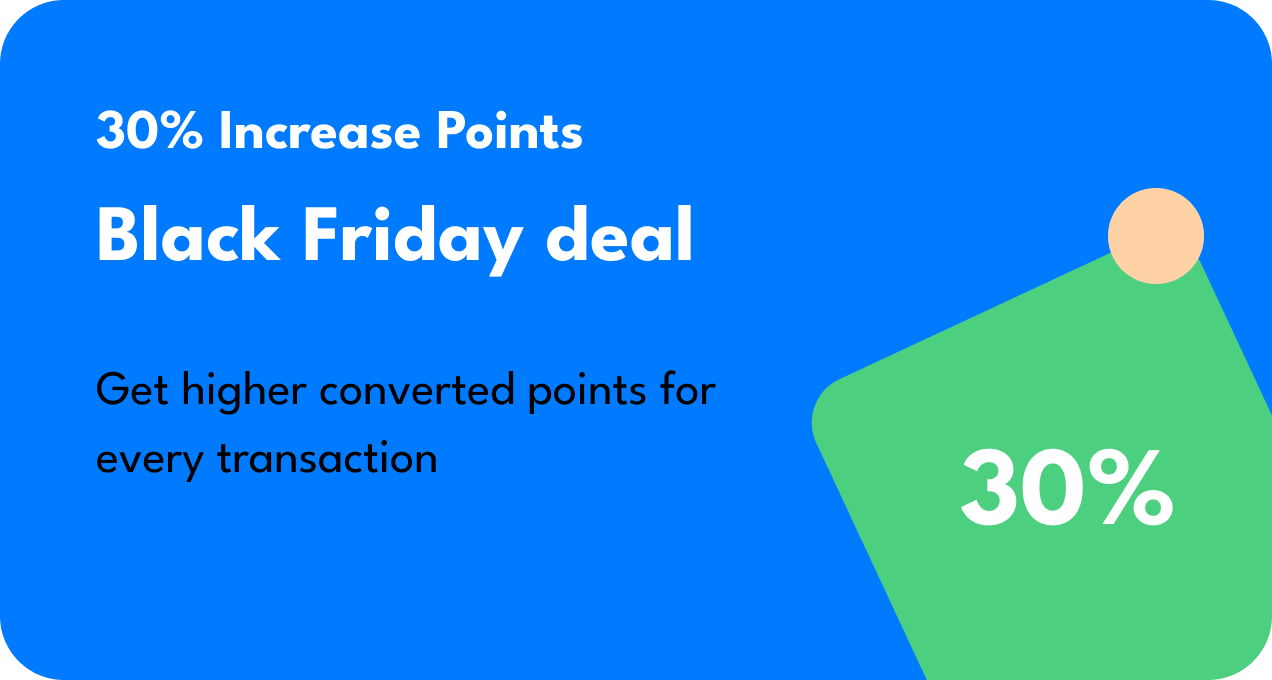 30% Increase Points
Black Friday deal
Get higher converted points for
every transaction
30%